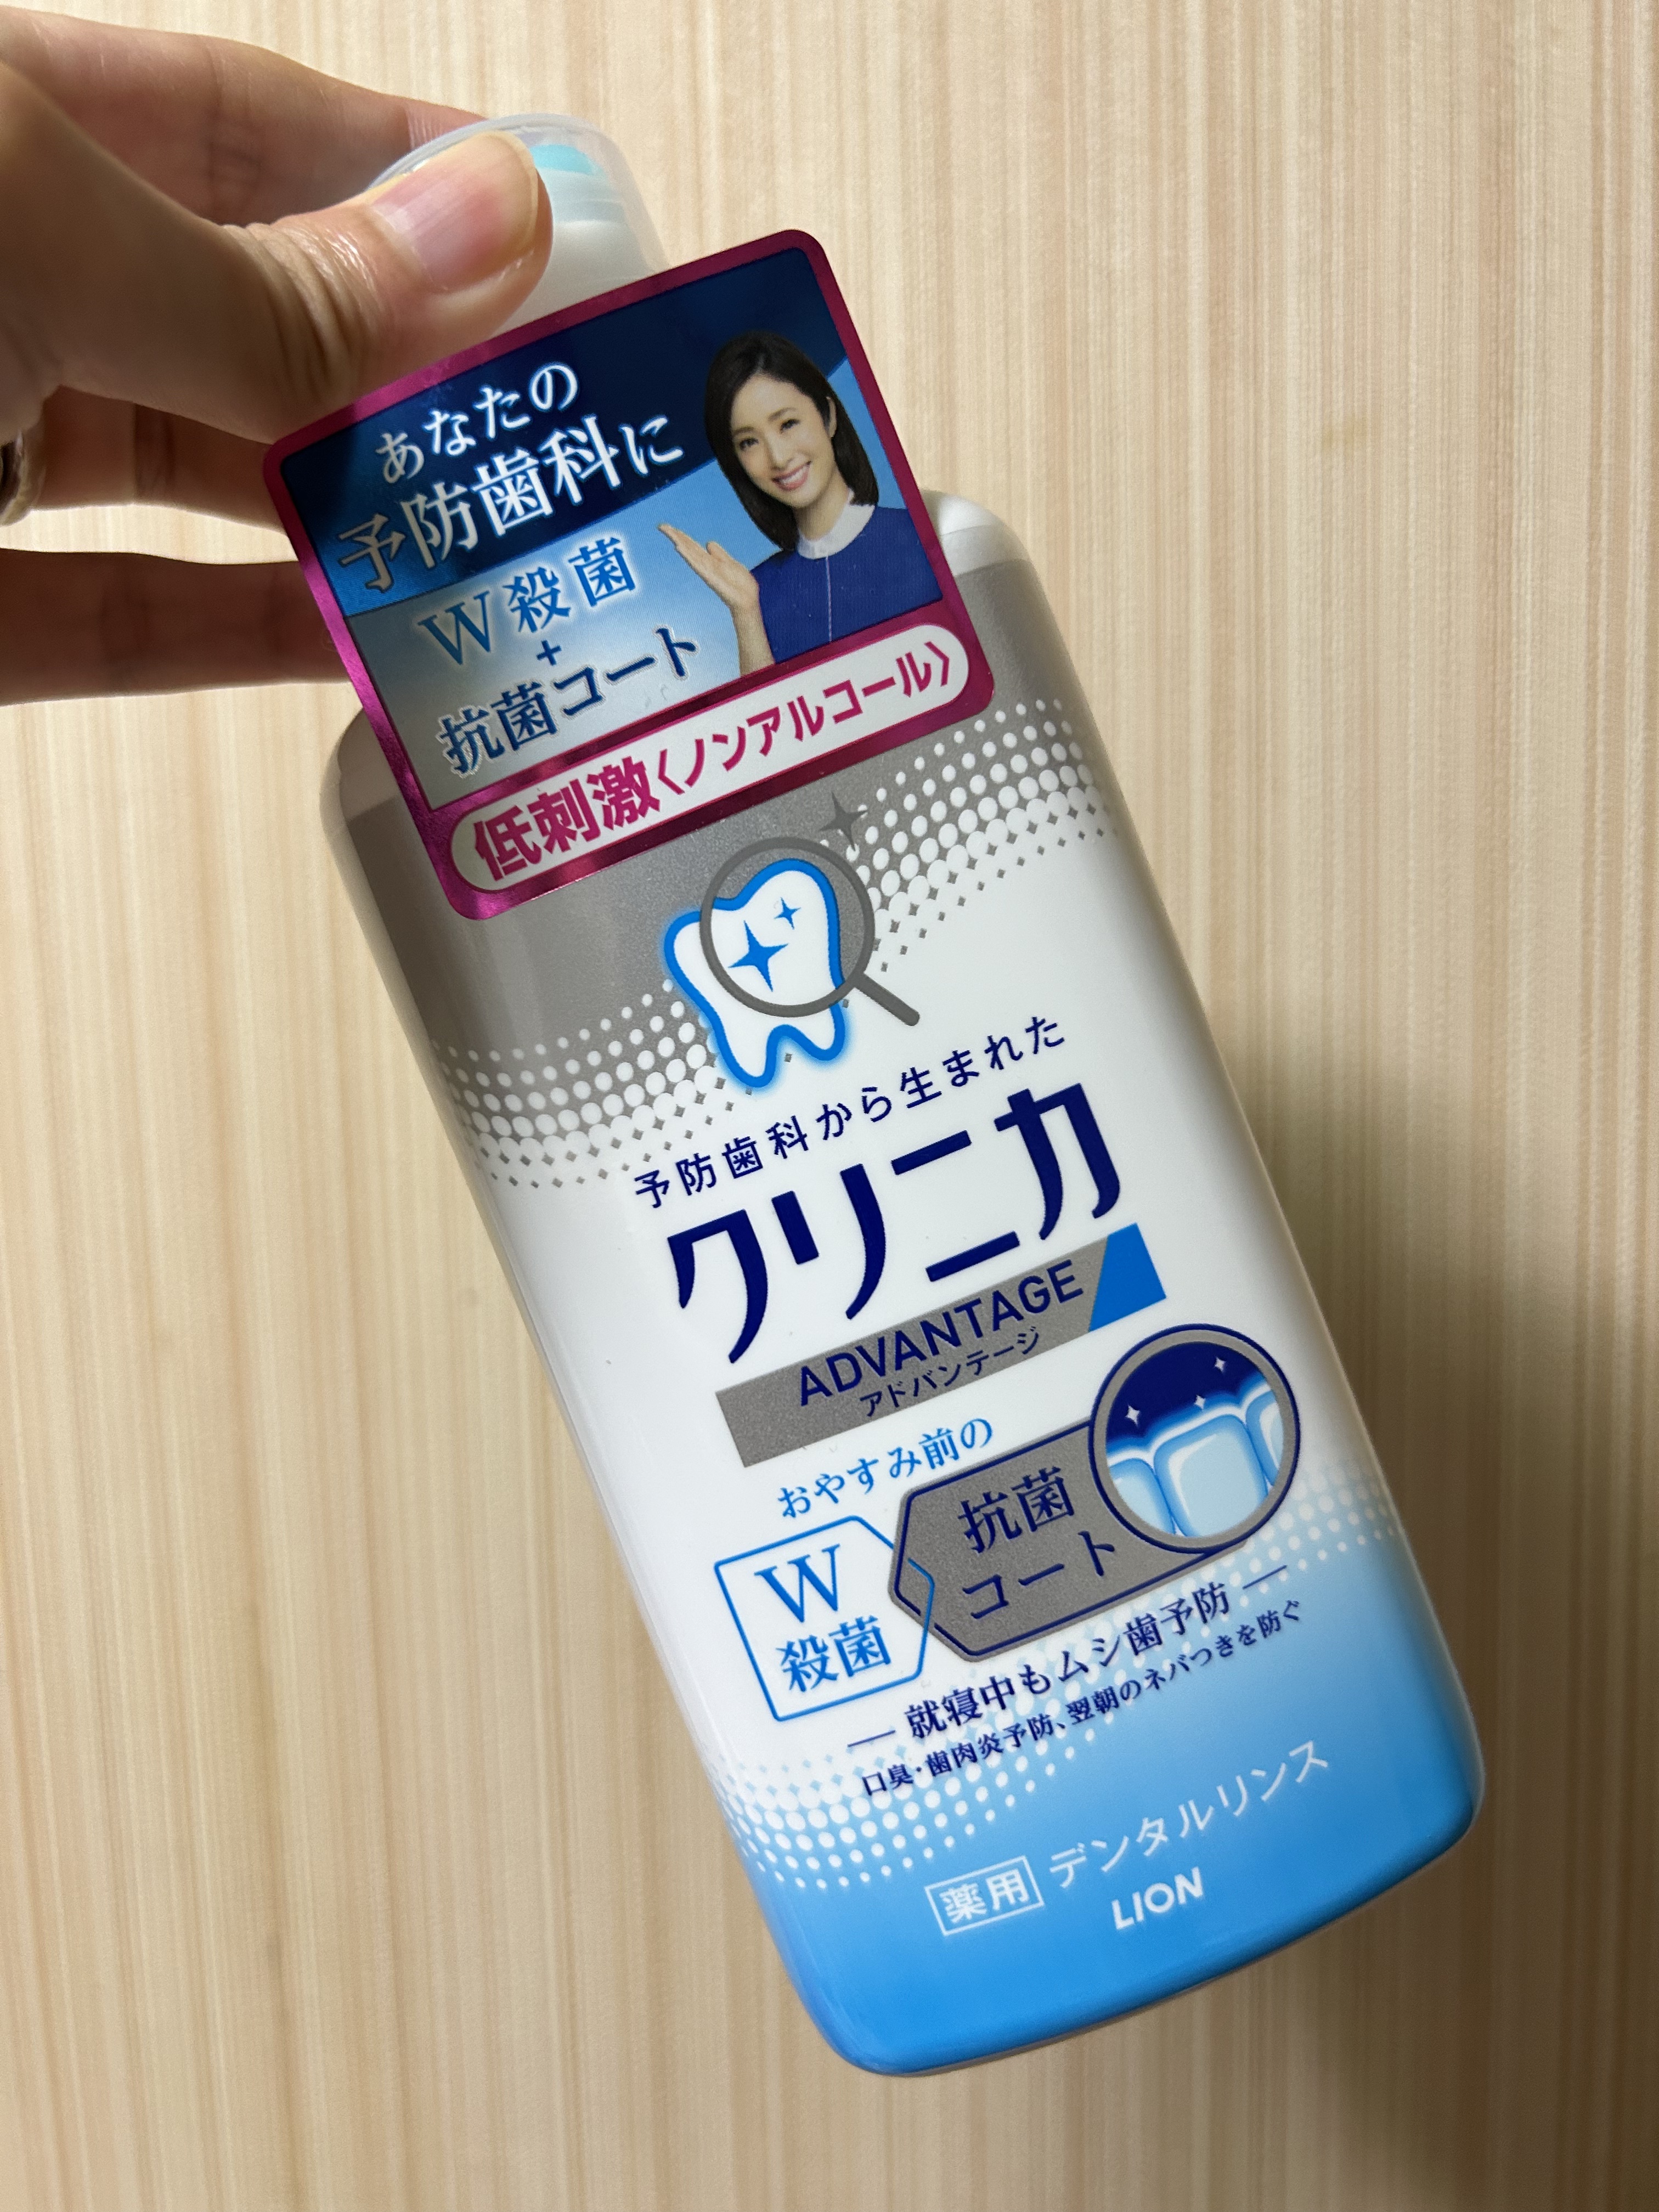 あなたの
予防歯科に
W殺菌
+
抗菌コート
低刺激〈ノンアルコール〉
予防歯科から生まれた
クリニカ
ADVANTAGE
アドバンテージ
おやすみ前の
W
殺菌
抗菌
コート
就寝中もムシ歯予防
口臭・歯肉炎予防、翌朝のネバつきを防ぐ
薬用 デンタルリンス
LION